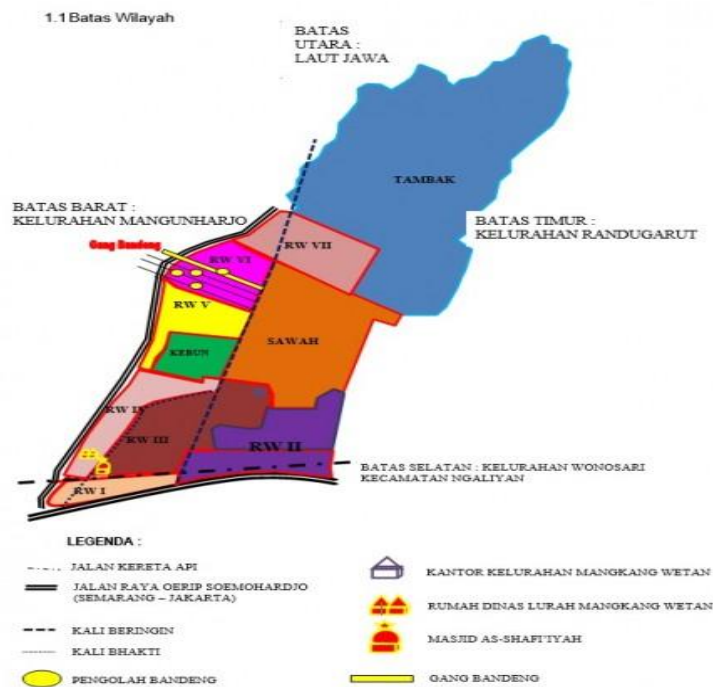 1.1 Batas Wilayah
BATAS
UTARA :
LAUT JAWA
TAMBAK
BATAS BARAT :
KELURAHAN MANGUNHARJO
BATAS TIMUR :
KELURAHAN RANDUGARUT
Gang Bandeng
RW VII
RW VI
RW V
SAWAH
KEBUN
RW IV
RW III
RW II
RW I
BATAS SELATAN : KELURAHAN WONOSARI
KECAMATAN NGALIYAN
LEGENDA :
JALAN KERETA API
JALAN RAYA OERIP SOEMOHARDJO
(SEMARANG – JAKARTA)
KALI BERINGIN
KALI BHAKTI
PENGOLAH BANDENG
KANTOR KELURAHAN MANGKANG WETAN
RUMAH DINAS LURAH MANGKANG WETAN
MASJID AS-SHAFI'IYAH
GANG BANDENG